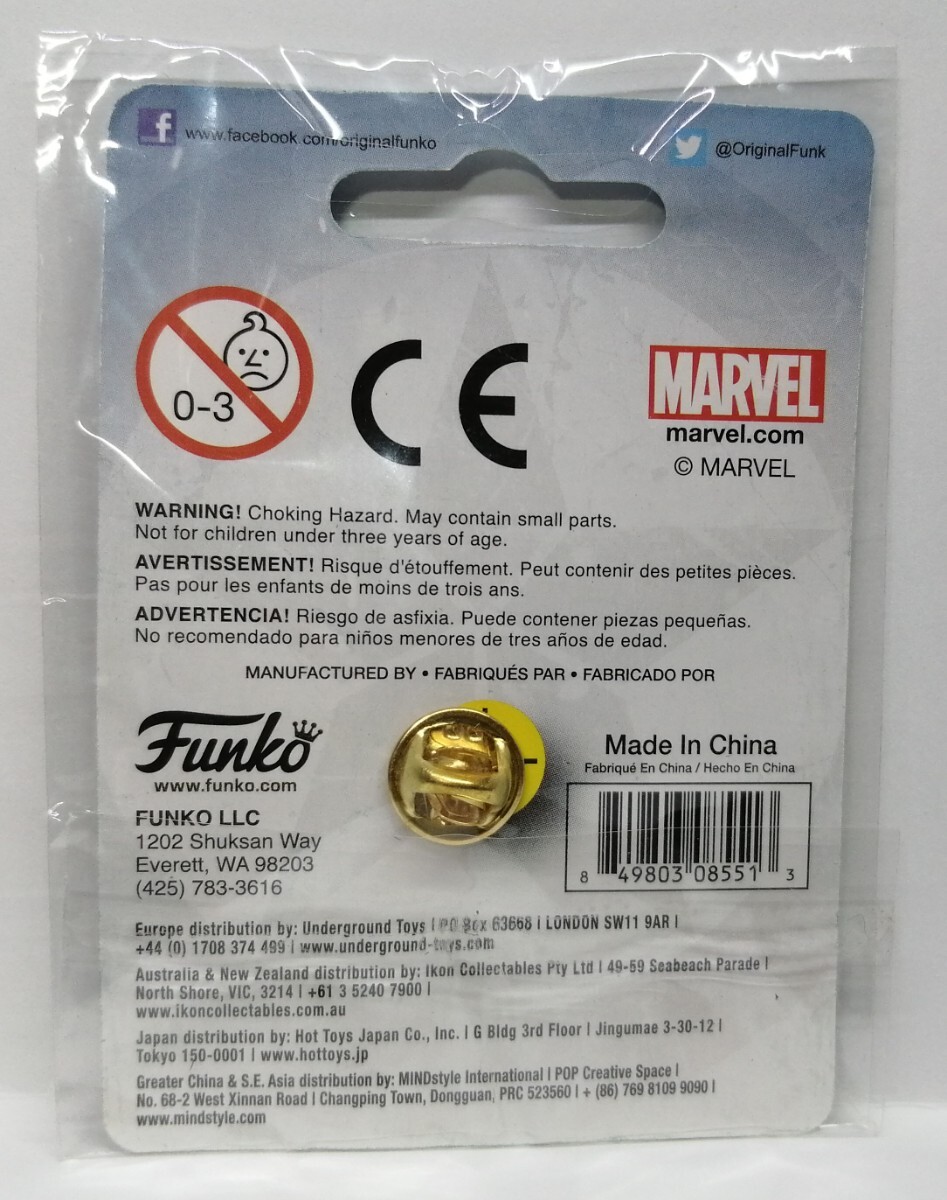 www.facebook.com/originalfunko
@OriginalFunk
0-3
CE
MARVEL
marvel.com
© MARVEL
WARNING! Choking Hazard. May contain small parts.
Not for children under three years of age.
AVERTISSEMENT! Risque d'étouffement. Peut contenir des petites pièces.
Pas pour les enfants de moins de trois ans.
ADVERTENCIA! Riesgo de asfixia. Puede contener piezas pequeñas.
No recomendado para niños menores de tres años de edad.
MANUFACTURED BY • FABRIQUÉS PAR • FABRICADO POR
Funko
www.funko.com
FUNKO LLC
1202 Shuksan Way
Everett, WA 98203
(425) 783-3616
Made In China
Fabriqué En China / Hecho En China
8 49803 08551 3
Europe distribution by: Underground Toys | PO Box 63668 | LONDON SW11 9AR |
+44 (0) 1708 374 499 | www.underground-toys.com
Australia & New Zealand distribution by: Ikon Collectables Pty Ltd | 49-59 Seabeach Parade |
North Shore, VIC, 3214 | +61 3 5240 7900 |
www.ikoncollectables.com.au
Japan distribution by: Hot Toys Japan Co., Inc. | G Bldg 3rd Floor | Jingumae 3-30-12 |
Tokyo 150-0001 | www.hottoys.jp
Greater China & S.E. Asia distribution by: MINDstyle International | POP Creative Space |
No. 68-2 West Xinnan Road | Changping Town, Dongguan, PRC 523560 | + (86) 769 8109 9090 |
www.mindstyle.com